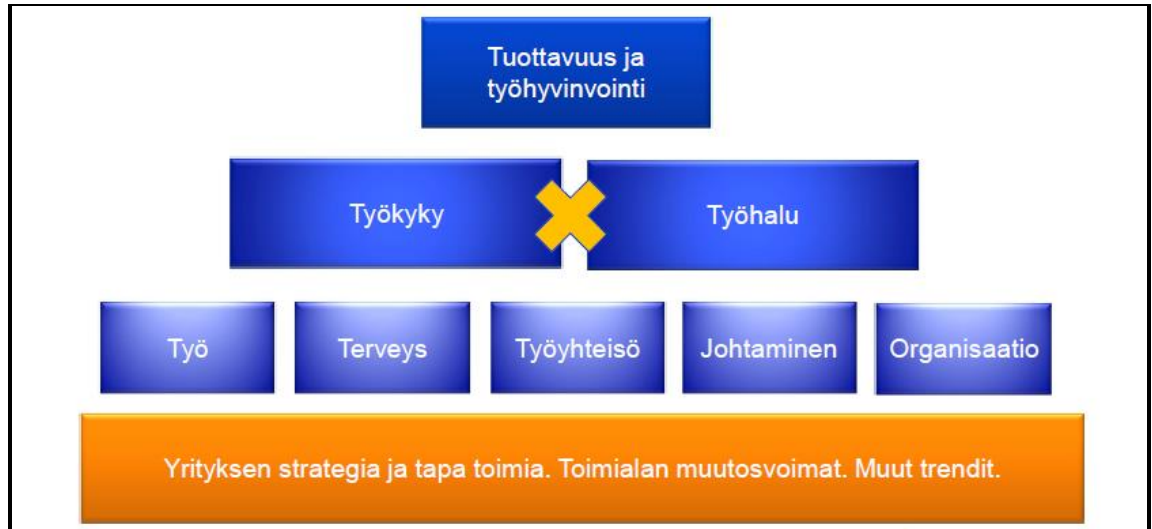 Tuottavuus ja
työhyvinvointi
Työkyky
Työhalu
Työ
Terveys
Työyhteisö
Johtaminen
Organisaatio
Yrityksen strategia ja tapa toimia. Toimialan muutosvoimat. Muut trendit.